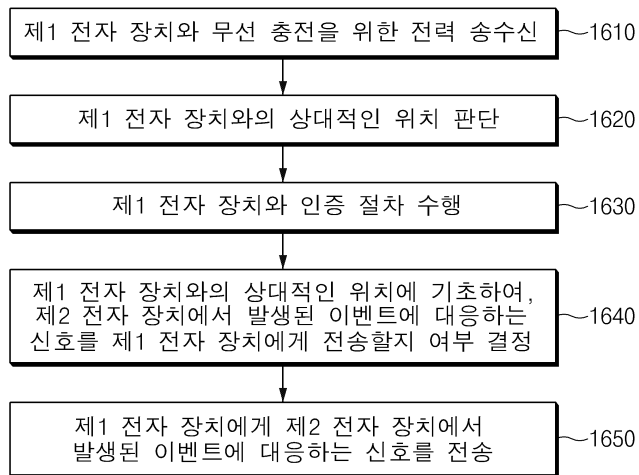 제1 전자 장치와 무선 충전을 위한 전력 송수신
1610
제1 전자 장치와의 상대적인 위치 판단
1620
제1 전자 장치와 인증 절차 수행
1630
제1 전자 장치와의 상대적인 위치에 기초하여,
제2 전자 장치에서 발생된 이벤트에 대응하는
신호를 제1 전자 장치에게 전송할지 여부 결정
1640
제1 전자 장치에게 제2 전자 장치에서
발생된 이벤트에 대응하는 신호를 전송
1650